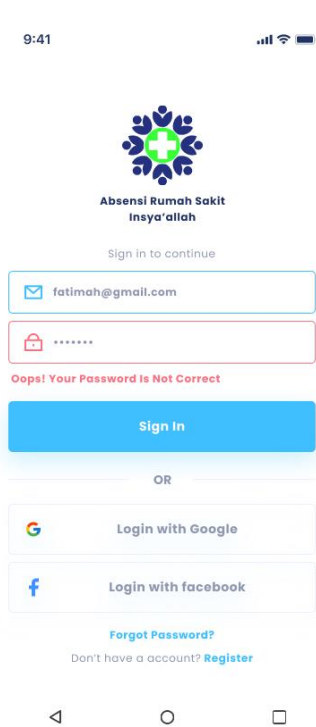 9:41
Absensi Rumah Sakit
Insya'allah
Sign in to continue
fatimah@gmail.com
•••••••
Oops! Your Password Is Not Correct
Sign In
OR
Login with Google
Login with facebook
Forgot Password?
Don't have a account? Register